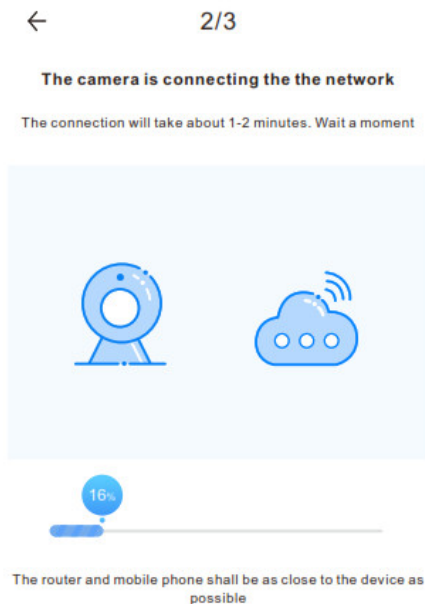 2/3
The camera is connecting the the network
The connection will take about 1-2 minutes. Wait a moment
16%
The router and mobile phone shall be as close to the device as
possible